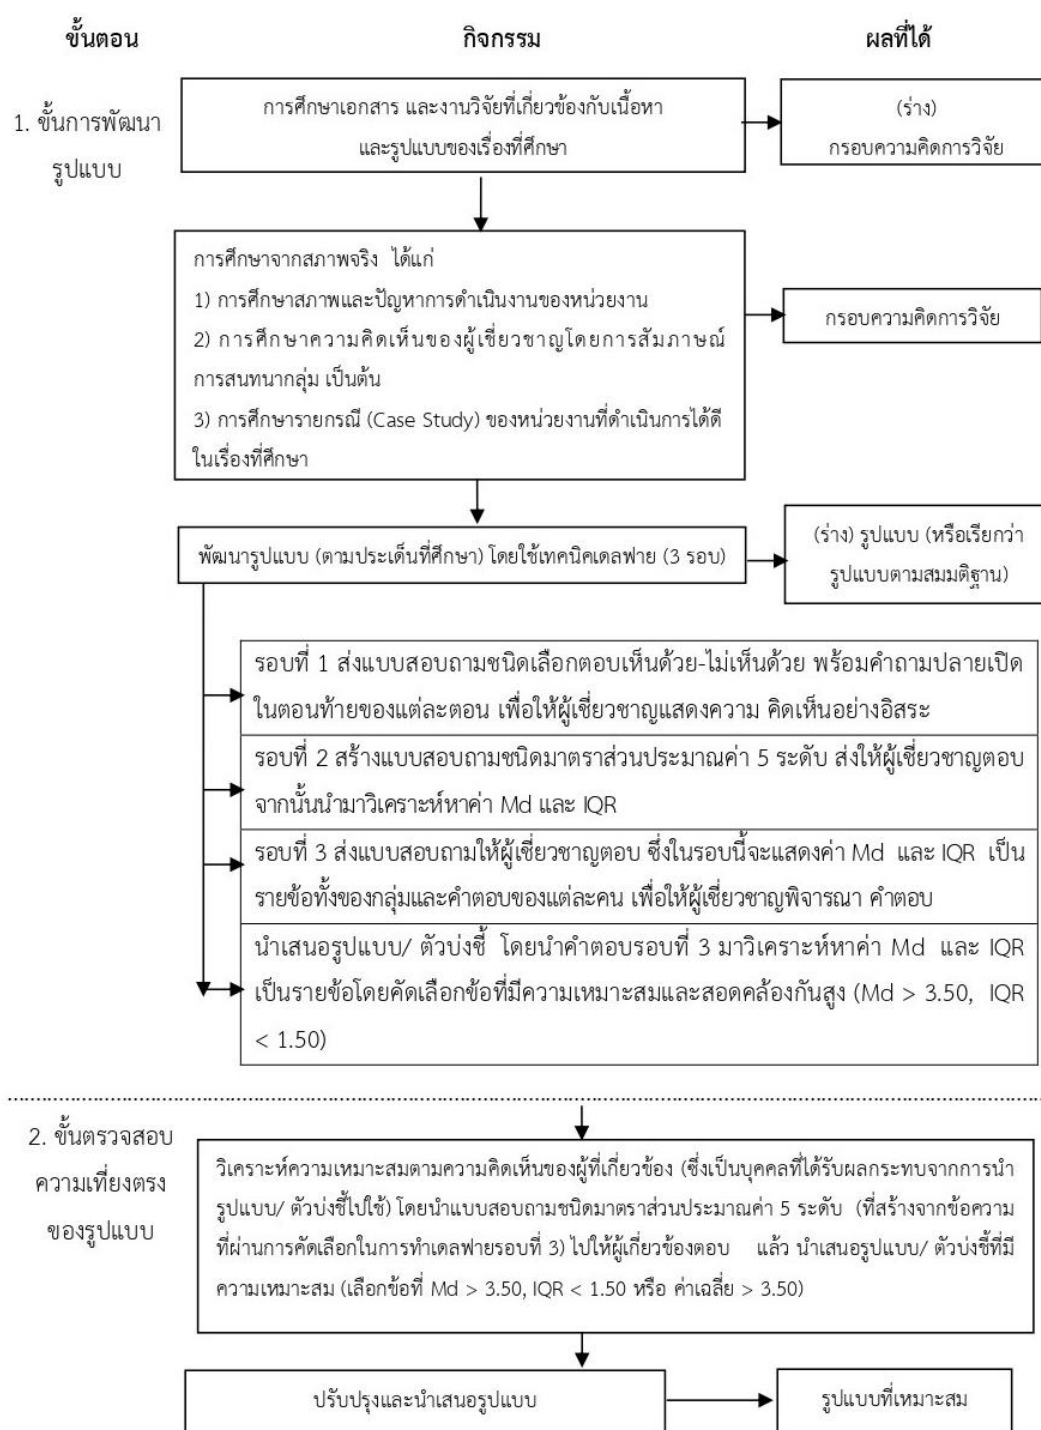 ขั้นตอน
กิจกรรม
ผลที่ได้
1. ขั้นการพัฒนา
รูปแบบ
การศึกษาเอกสาร และงานวิจัยที่เกี่ยวข้องกับเนื้อหา
และรูปแบบของเรื่องที่ศึกษา
(ร่าง)
กรอบความคิดการวิจัย
การศึกษาจากสภาพจริง ได้แก่
1) การศึกษาสภาพและปัญหาการดำเนินงานของหน่วยงาน
2) การศึกษาความคิดเห็นของผู้เชี่ยวชาญโดยการสัมภาษณ์
การสนทนากลุ่ม เป็นต้น
3) การศึกษารายกรณี (Case Study) ของหน่วยงานที่ดำเนินการได้ดี
ในเรื่องที่ศึกษา
กรอบความคิดการวิจัย
พัฒนารูปแบบ (ตามประเด็นที่ศึกษา) โดยใช้เทคนิคเดลฟาย (3 รอบ)
(ร่าง) รูปแบบ (หรือเรียกว่า
รูปแบบตามสมมติฐาน)
รอบที่ 1 ส่งแบบสอบถามชนิดเลือกตอบเห็นด้วย-ไม่เห็นด้วย พร้อมคำถามปลายเปิด
ในตอนท้ายของแต่ละตอน เพื่อให้ผู้เชี่ยวชาญแสดงความ คิดเห็นอย่างอิสระ
รอบที่ 2 สร้างแบบสอบถามชนิดมาตราส่วนประมาณค่า 5 ระดับ ส่งให้ผู้เชี่ยวชาญตอบ
จากนั้นนำมาวิเคราะห์หาค่า Md และ IQR
รอบที่ 3 ส่งแบบสอบถามให้ผู้เชี่ยวชาญตอบ ซึ่งในรอบนี้จะแสดงค่า Md และ IQR เป็น
รายข้อทั้งของกลุ่มและคำตอบของแต่ละคน เพื่อให้ผู้เชี่ยวชาญพิจารณา คำตอบ
นำเสนอรูปแบบ/ ตัวบ่งชี้ โดยนำคำตอบรอบที่ 3 มาวิเคราะห์หาค่า Md และ IQR
เป็นรายข้อโดยคัดเลือกข้อที่มีความเหมาะสมและสอดคล้องกันสูง (Md > 3.50, IQR
< 1.50)
2. ขั้นตรวจสอบ
ความเที่ยงตรง
ของรูปแบบ
วิเคราะห์ความเหมาะสมตามความคิดเห็นของผู้ที่เกี่ยวข้อง (ซึ่งเป็นบุคคลที่ได้รับผลกระทบจากการนำ
รูปแบบ/ ตัวบ่งชี้ไปใช้) โดยนำแบบสอบถามชนิดมาตราส่วนประมาณค่า 5 ระดับ (ที่สร้างจากข้อความ
ที่ผ่านการคัดเลือกในการทำเดลฟายรอบที่ 3) ไปให้ผู้เกี่ยวข้องตอบ แล้ว นำเสนอรูปแบบ/ ตัวบ่งชี้ที่มี
ความเหมาะสม (เลือกข้อที่ Md > 3.50, IQR < 1.50 หรือ ค่าเฉลี่ย > 3.50)
ปรับปรุงและนำเสนอรูปแบบ
รูปแบบที่เหมาะสม